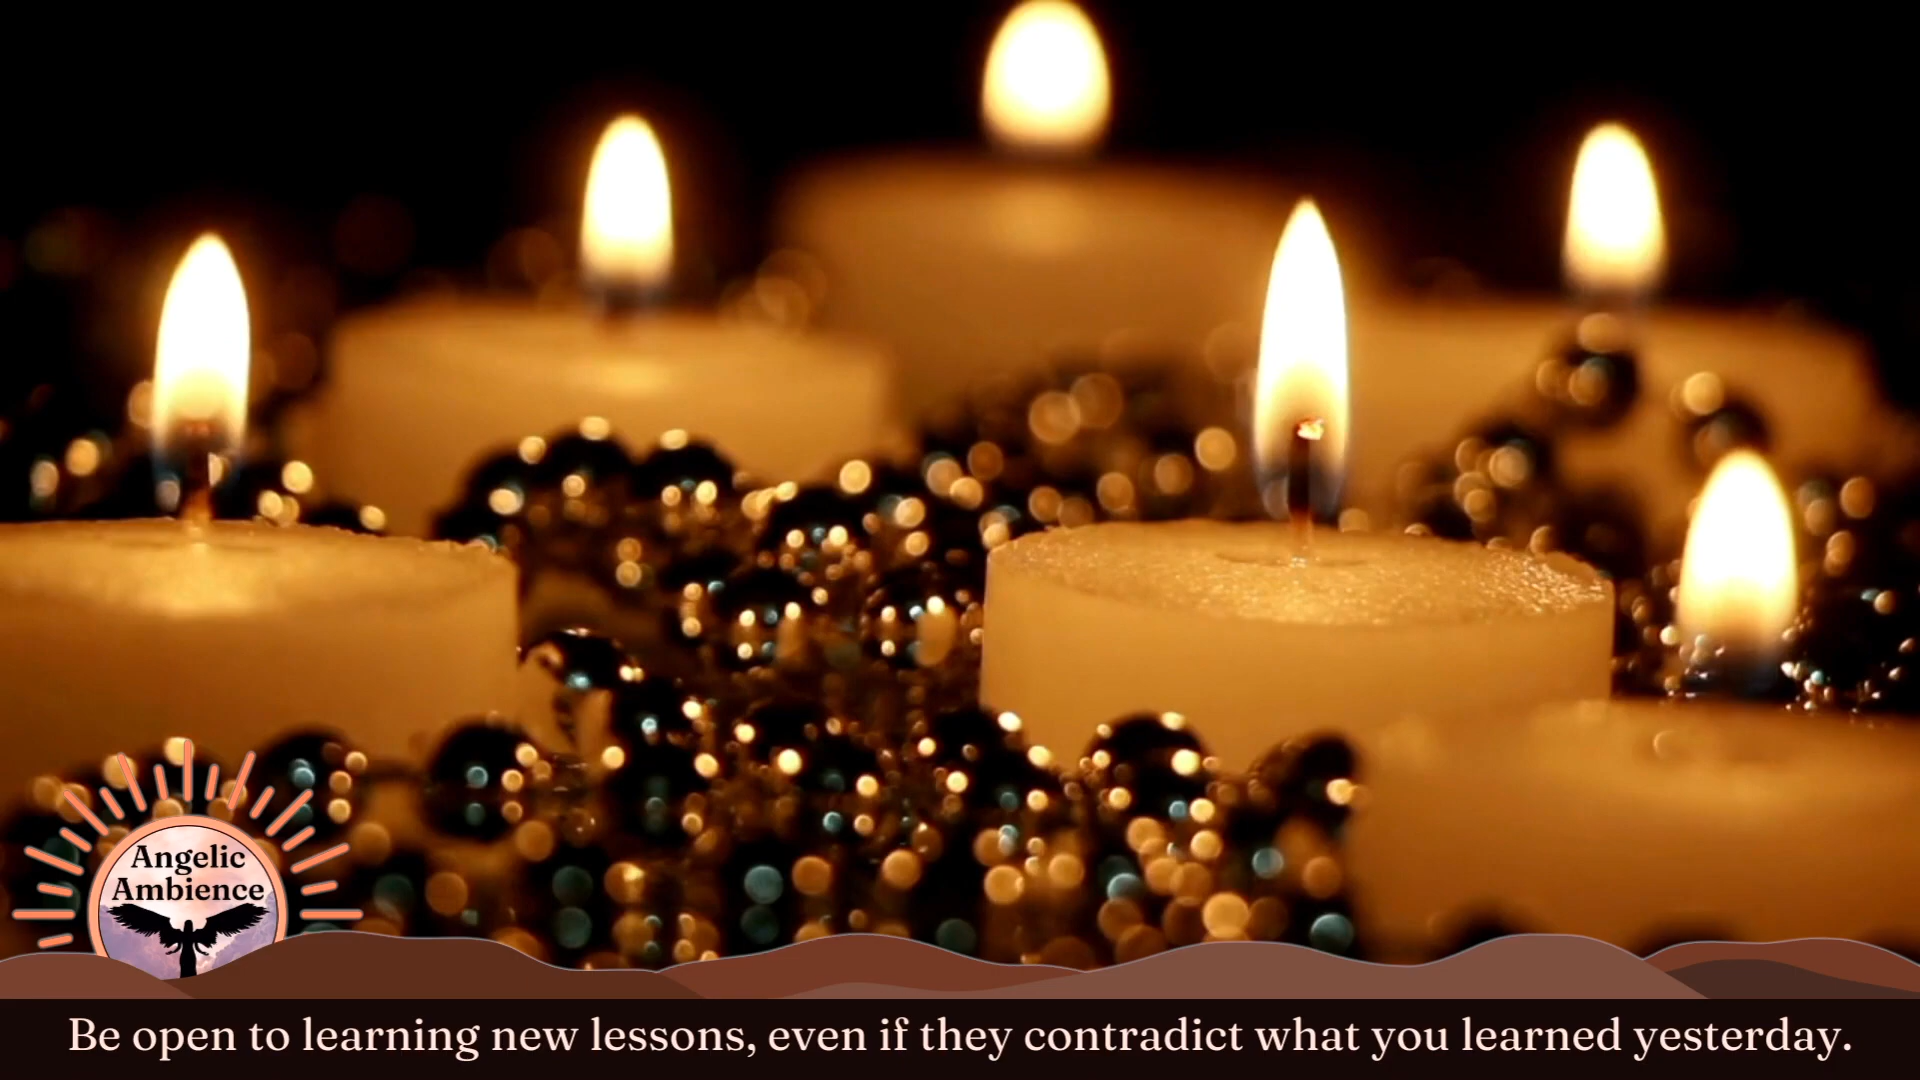 Angelic
Ambience
Be open to learning new lessons, even if they contradict what you learned yesterday.